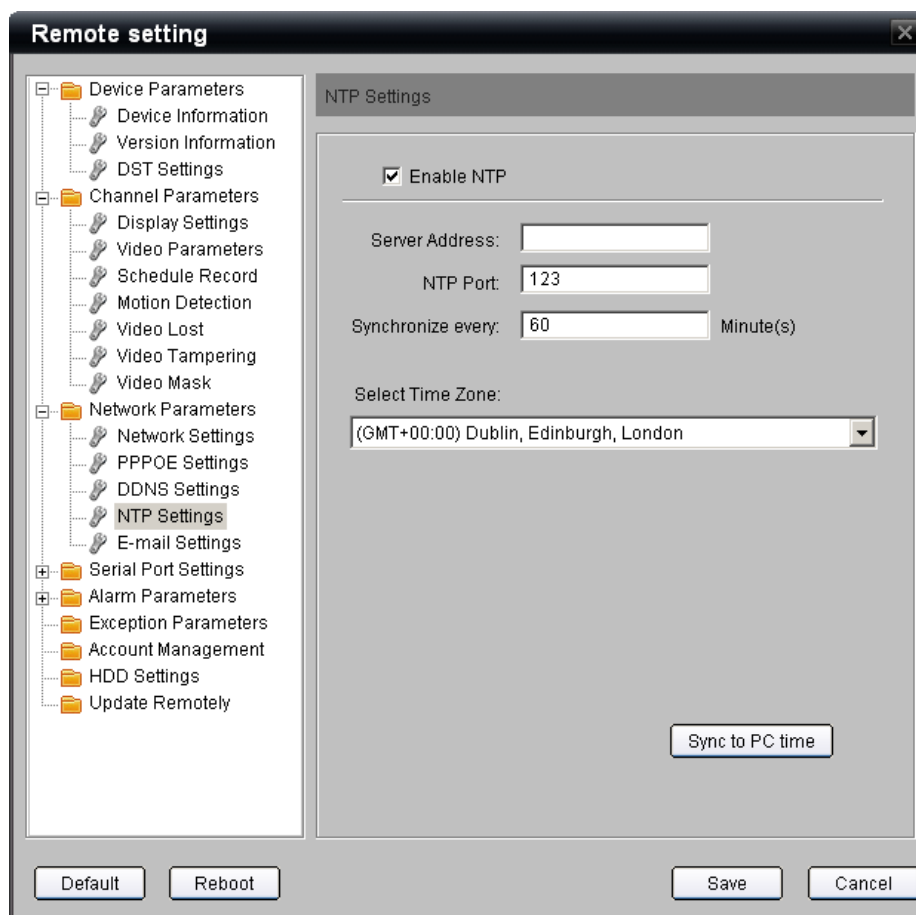 Remote setting
Device Parameters
Device Information
Version Information
DST Settings
Channel Parameters
Display Settings
Video Parameters
Schedule Record
Motion Detection
Video Lost
Video Tampering
Video Mask
Network Parameters
Network Settings
PPPOE Settings
DDNS Settings
NTP Settings
E-mail Settings
Serial Port Settings
Alarm Parameters
Exception Parameters
Account Management
HDD Settings
Update Remotely
NTP Settings
Enable NTP
Server Address:
NTP Port: 123
Synchronize every: 60 Minute(s)
Select Time Zone:
(GMT+00:00) Dublin, Edinburgh, London
Sync to PC time
Default Reboot Save Cancel